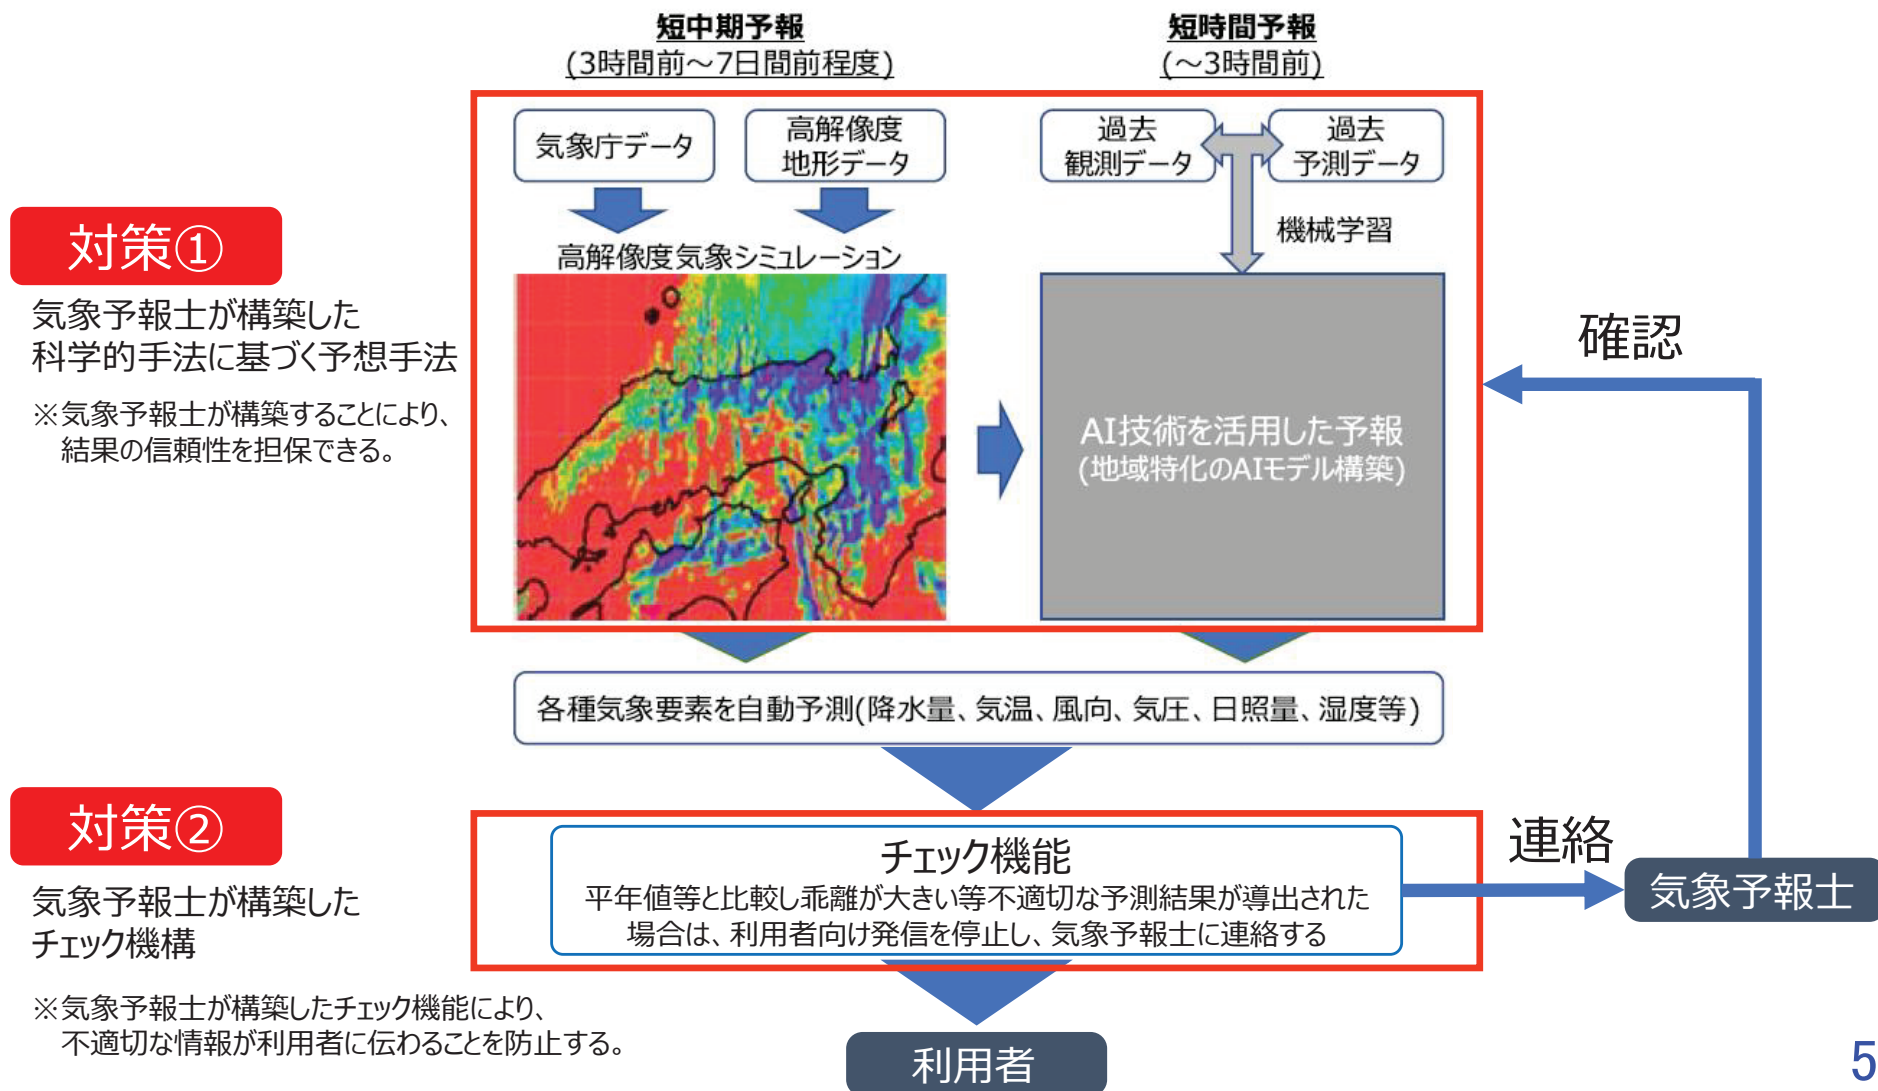 短中期予報
(3時間前～7日間前程度)
短時間予報
(～3時間前)
気象庁データ
高解像度
地形データ
過去
観測データ
過去
予測データ
機械学習
高解像度気象シミュレーション
対策①
気象予報士が構築した
科学的手法に基づく予想手法
※気象予報士が構築することにより、
結果の信頼性を担保できる。
AI技術を活用した予報
(地域特化のAIモデル構築)
確認
各種気象要素を自動予測(降水量、気温、風向、気圧、日照量、湿度等)
対策②
気象予報士が構築した
チェック機構
※気象予報士が構築したチェック機能により、
不適切な情報が利用者に伝わることを防止する。
チェック機能
平年値等と比較し乖離が大きい等不適切な予測結果が導出された
場合は、利用者向け発信を停止し、気象予報士に連絡する
連絡
気象予報士
利用者
5